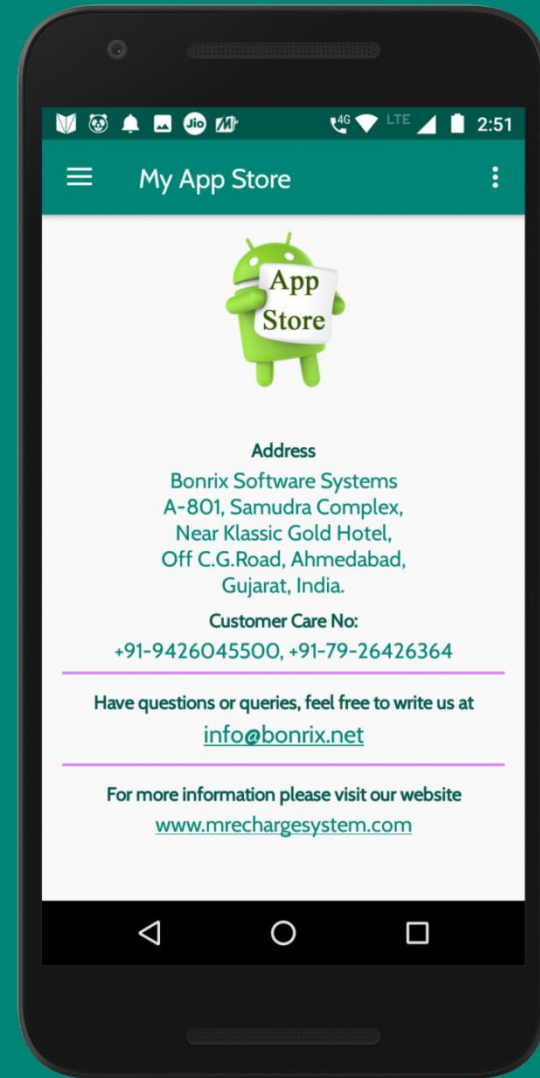 Jio
4G
LTE
2:51
My App Store
App
Store
Address
Bonrix Software Systems
A-801, Samudra Complex,
Near Klassic Gold Hotel,
Off C.G.Road, Ahmedabad,
Gujarat, India.
Customer Care No:
+91-9426045500, +91-79-26426364
Have questions or queries, feel free to write us at
info@bonrix.net
For more information please visit our website
www.mrechargesystem.com